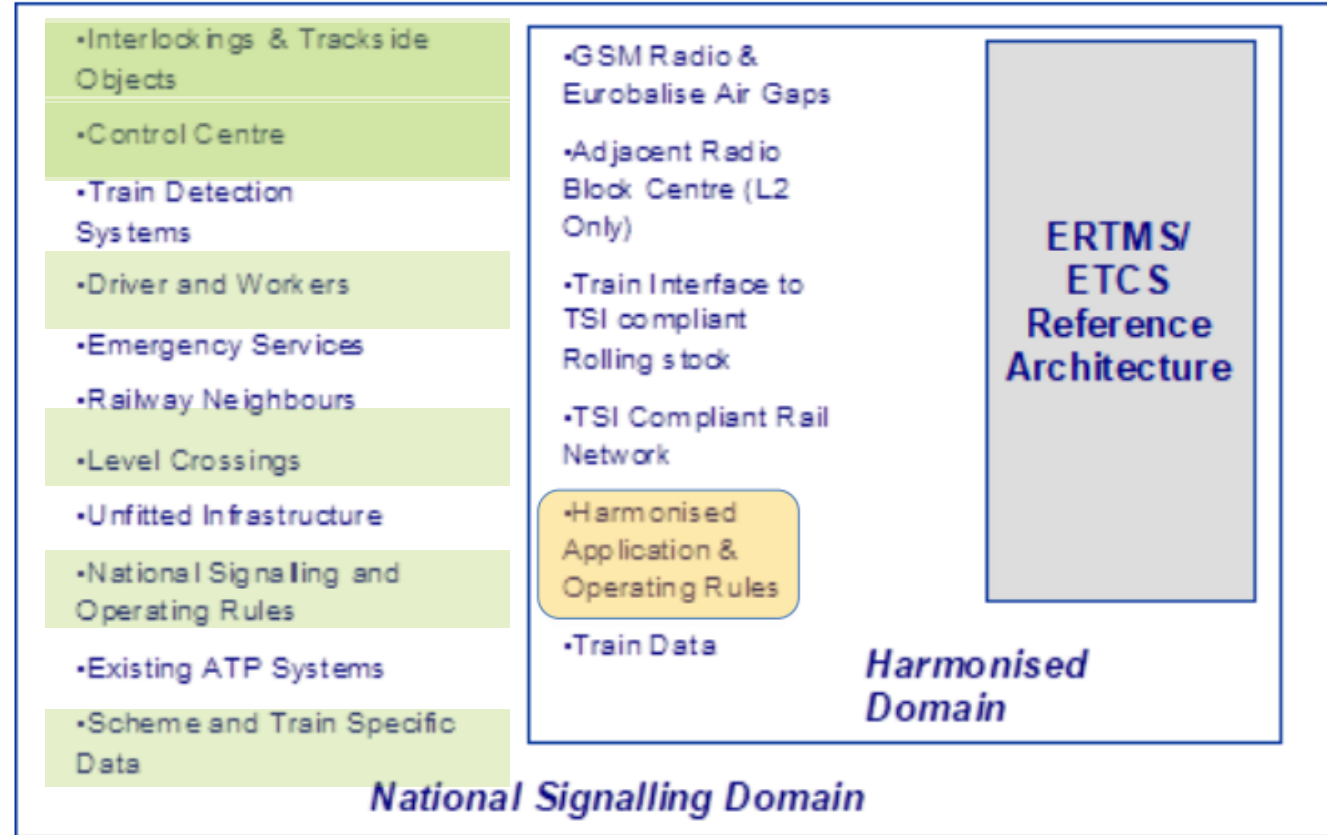 •Interlockings & Trackside
Objects
•Control Centre
•Train Detection
Systems
•Driver and Workers
•Emergency Services
•Railway Neighbours
•Level Crossings
•Unfitted Infrastructure
•National Signalling and
Operating Rules
•Existing ATP Systems
•Scheme and Train Specific
Data
•GSM Radio &
Eurobalise Air Gaps
•Adjacent Radio
Block Centre (L2
Only)
•Train Interface to
TSI compliant
Rolling stock
•TSI Compliant Rail
Network
•Harmonised
Application &
Operating Rules
•Train Data
ERTMS/
ETCS
Reference
Architecture
Harmonised
Domain
National Signalling Domain